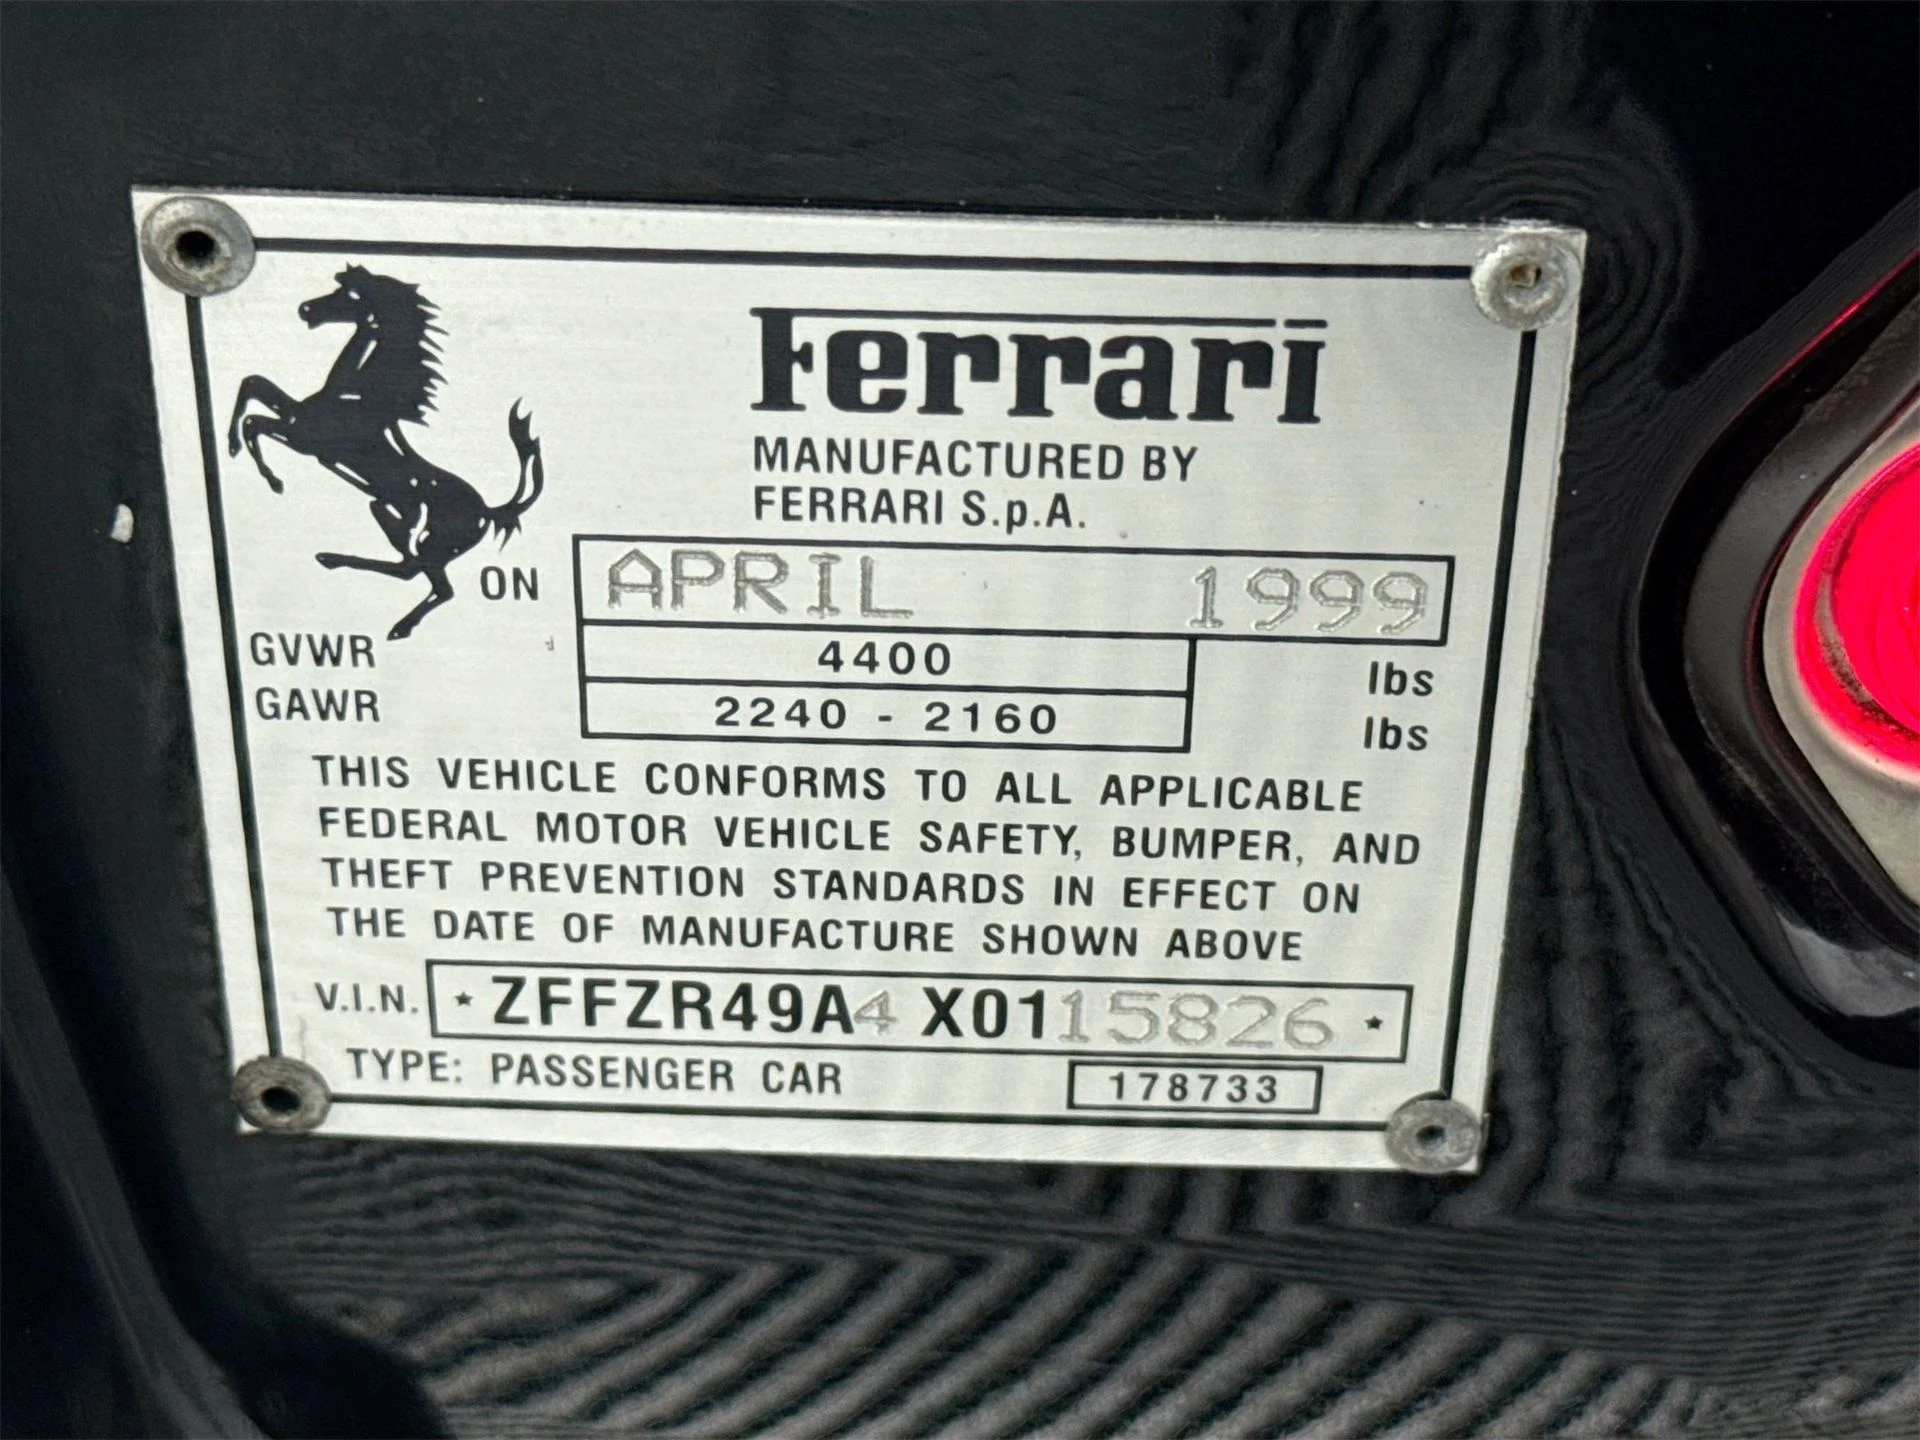 Ferrari
MANUFACTURED BY
FERRARI S.p.A.
ON APRIL 1999
GVWR 4400 lbs
GAWR 2240 - 2160 lbs
THIS VEHICLE CONFORMS TO ALL APPLICABLE
FEDERAL MOTOR VEHICLE SAFETY, BUMPER, AND
THEFT PREVENTION STANDARDS IN EFFECT ON
THE DATE OF MANUFACTURE SHOWN ABOVE
V.I.N. * ZFFZR49A4 X0115826 *
TYPE: PASSENGER CAR 178733